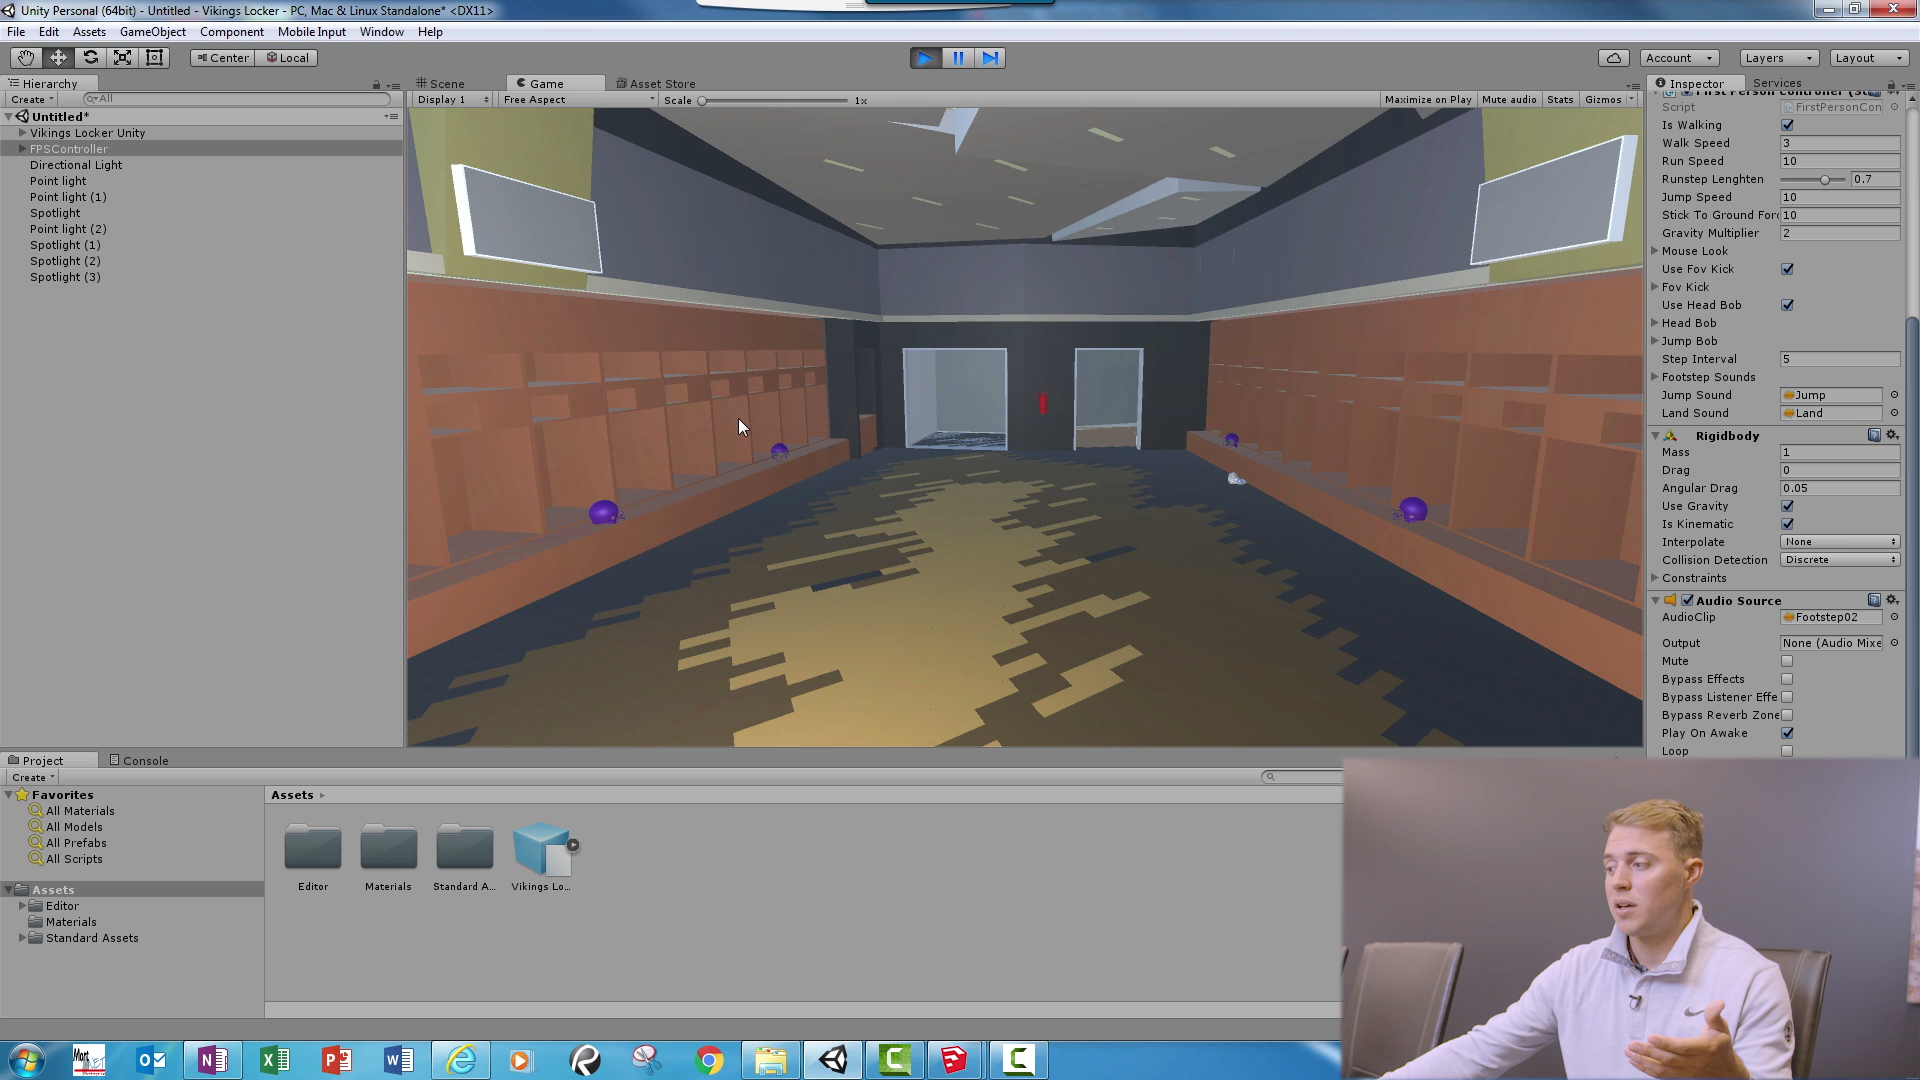 Unity Personal (64bit) - Untitled - Vikings Locker - PC, Mac & Linux Standalone* <DX11>
File Edit Assets GameObject Component Mobile Input Window Help
Center Local Account Layers Layout
Hierarchy
Create All
Untitled*
Vikings Locker Unity
FPSController
Directional Light
Point light
Point light (1)
Spotlight
Point light (2)
Spotlight (1)
Spotlight (2)
Spotlight (3)
Scene Game Asset Store
Display 1 Free Aspect Scale 1x Maximize on Play Mute audio Stats Gizmos
Inspector Services
First Person Controller
Script FirstPersonCon
Is Walking
Walk Speed 3
Run Speed 10
Runstep Lenghten 0.7
Jump Speed 10
Stick To Ground Forc 10
Gravity Multiplier 2
Mouse Look
Use Fov Kick
Fov Kick
Use Head Bob
Head Bob
Jump Bob
Step Interval 5
Footstep Sounds
Jump Sound Jump
Land Sound Land
Rigidbody
Mass 1
Drag 0
Angular Drag 0.05
Use Gravity
Is Kinematic
Interpolate None
Collision Detection Discrete
Constraints
Audio Source
AudioClip Footstep02
Output None (Audio Mixe
Mute
Bypass Effects
Bypass Listener Effe
Bypass Reverb Zone
Play On Awake
Loop
Project Console
Create
Favorites
All Materials
All Models
All Prefabs
All Scripts
Assets
Editor
Materials
Standard Assets
Assets
Editor Materials Standard A... Vikings Lo...